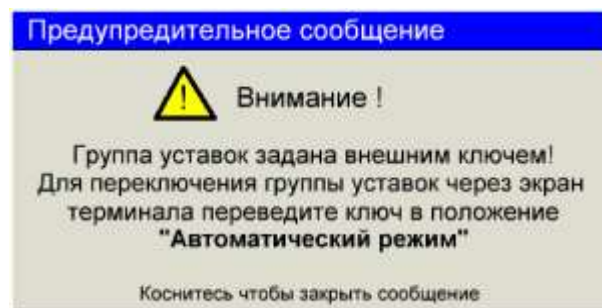 Предупредительное сообщение
Внимание !
Группа уставок задана внешним ключем!
Для переключения группы уставок через экран
терминала переведите ключ в положение
"Автоматический режим"
Коснитесь чтобы закрыть сообщение